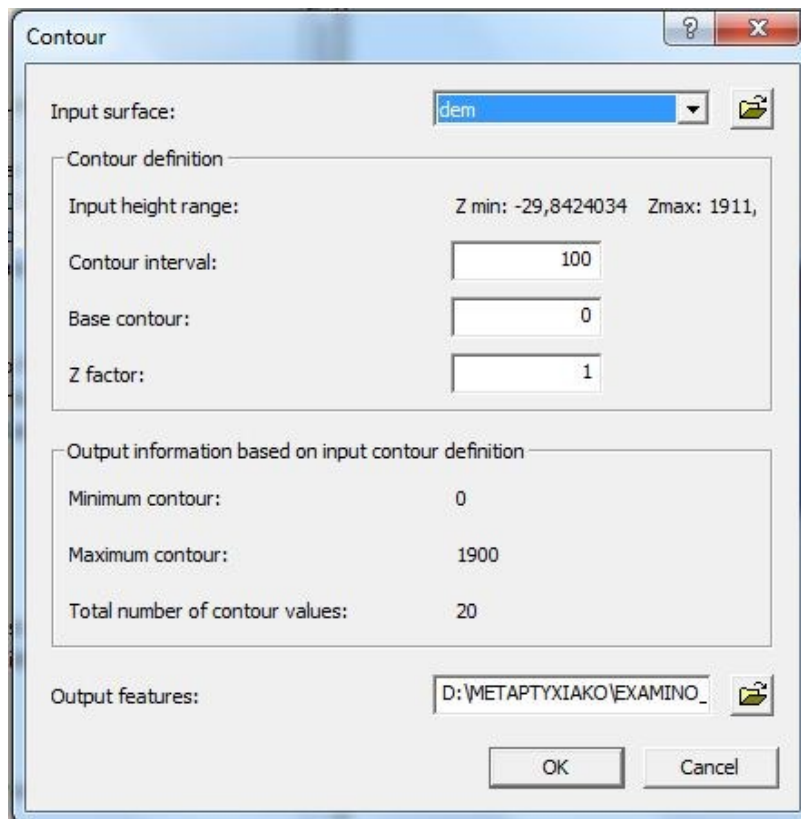 Contour
Input surface: dem
Contour definition
Input height range: Z min: -29,8424034 Zmax: 1911,
Contour interval: 100
Base contour: 0
Z factor: 1
Output information based on input contour definition
Minimum contour: 0
Maximum contour: 1900
Total number of contour values: 20
Output features: D:\METAPTYXIAKO\EXAMINO_
OK Cancel